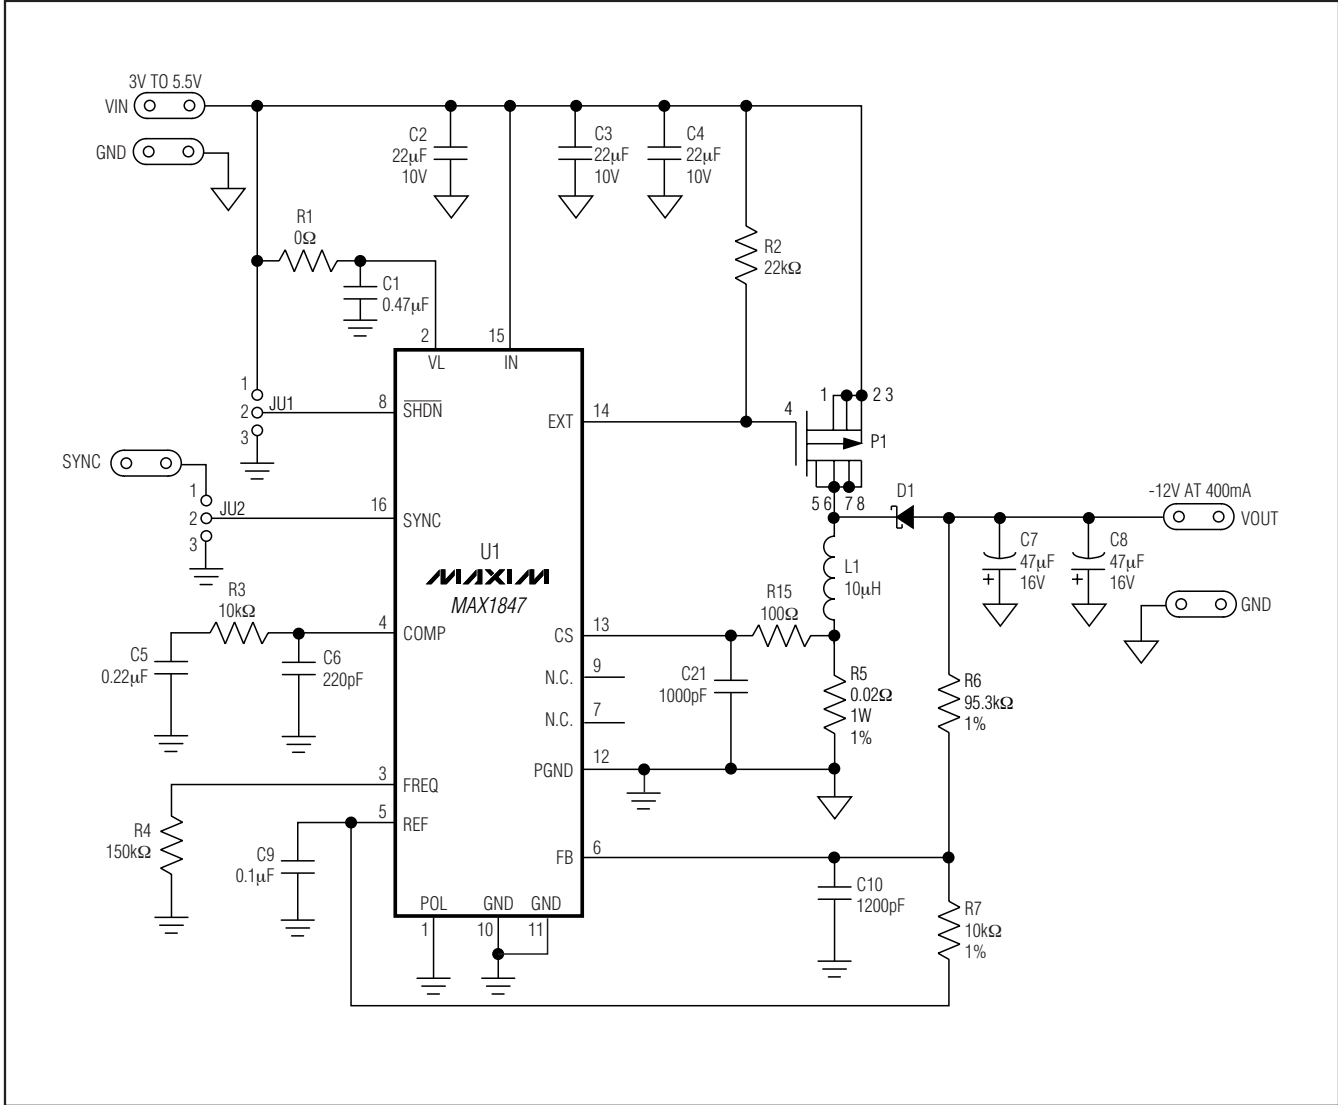 3V TO 5.5V
VIN
GND
C2
22µF
10V
C3
22µF
10V
C4
22µF
10V
R1
0Ω
C1
0.47µF
R2
22kΩ
2
15
VL
IN
1
2
3
JU1
8
SHDN
EXT
14
4
1
2 3
P1
5 6 7 8
SYNC
1
2
3
JU2
16
SYNC
D1
-12V AT 400mA
VOUT
C7
47µF
16V
+
C8
47µF
16V
+
GND
U1
MAXIM
MAX1847
L1
10µH
R3
10kΩ
4
COMP
CS
13
R15
100Ω
C5
0.22µF
C6
220pF
N.C.
9
N.C.
7
C21
1000pF
R5
0.02Ω
1W
1%
R6
95.3kΩ
1%
PGND
12
3
FREQ
5
REF
R4
150kΩ
C9
0.1µF
FB
6
C10
1200pF
R7
10kΩ
1%
POL
GND
GND
1
10
11